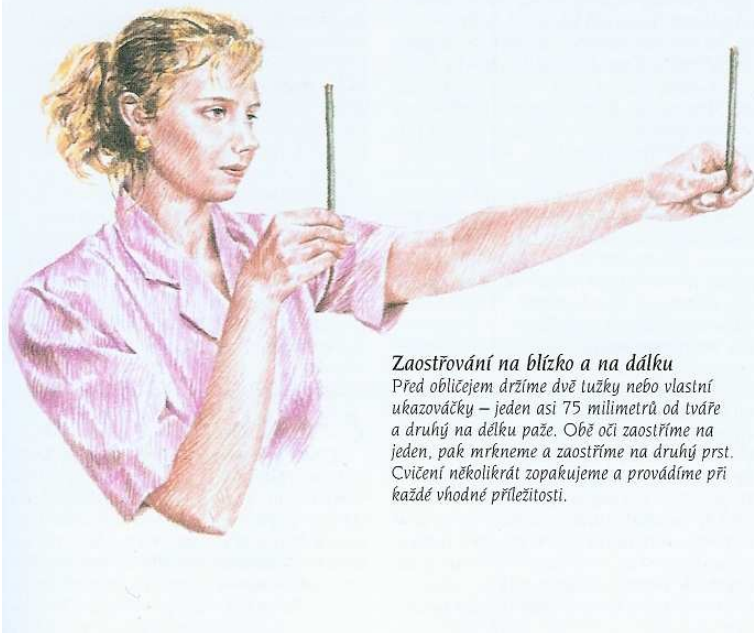 Zaostřování na blízko a na dálku
Před obličejem držíme dvě tužky nebo vlastní
ukazováčky – jeden asi 75 milimetrů od tváře
a druhý na délku paže. Obě oči zaostříme na
jeden, pak mrkneme a zaostříme na druhý prst.
Cvičení několikrát zopakujeme a provádíme při
každé vhodné příležitosti.